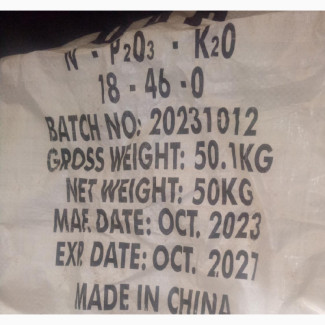 N - P2O3 - K2O
18 - 46 - 0
BATCH NO: 20231012
GROSS WEIGHT: 50.1KG
NET WEIGHT: 50KG
MAF. DATE: OCT. 2023
EXP. DATE: OCT. 2027
MADE IN CHINA